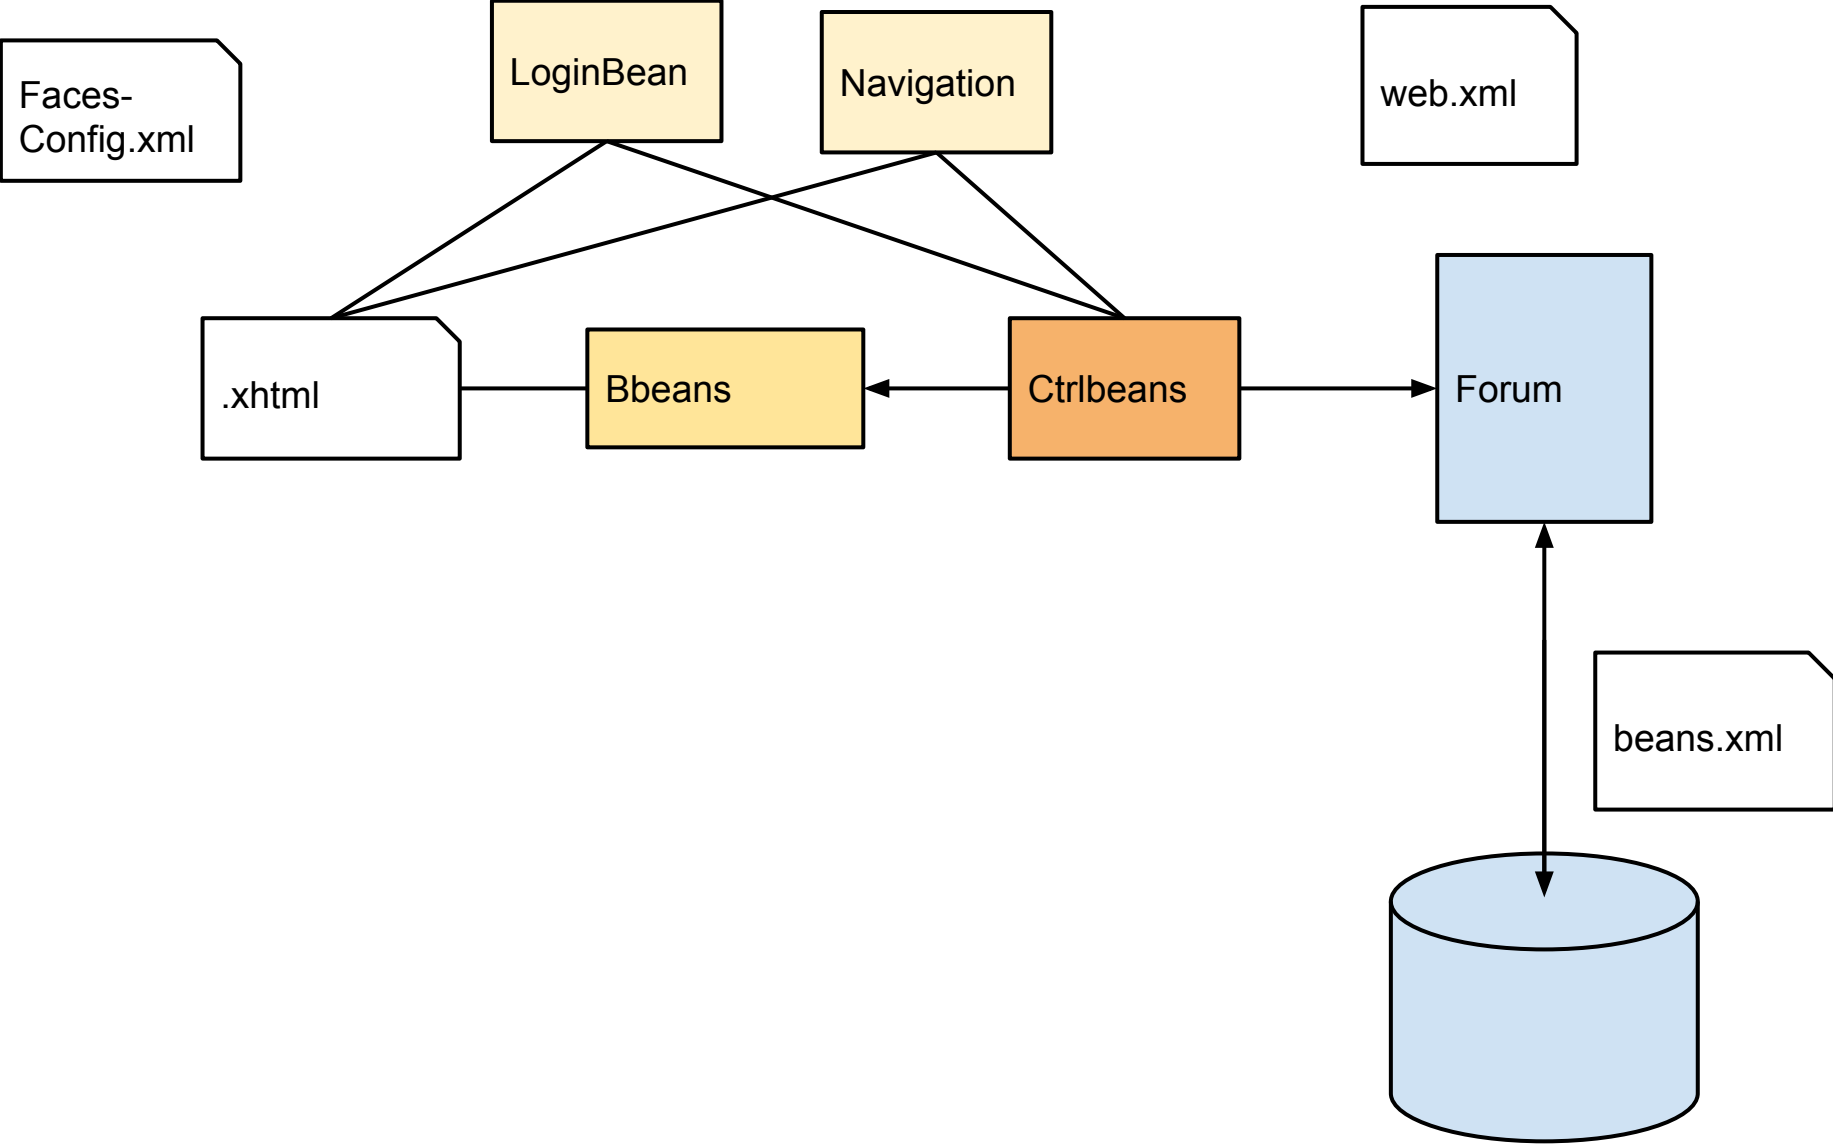 LoginBean
Navigation
web.xml
Faces-
Config.xml
.xhtml
Bbeans
Ctrlbeans
Forum
beans.xml